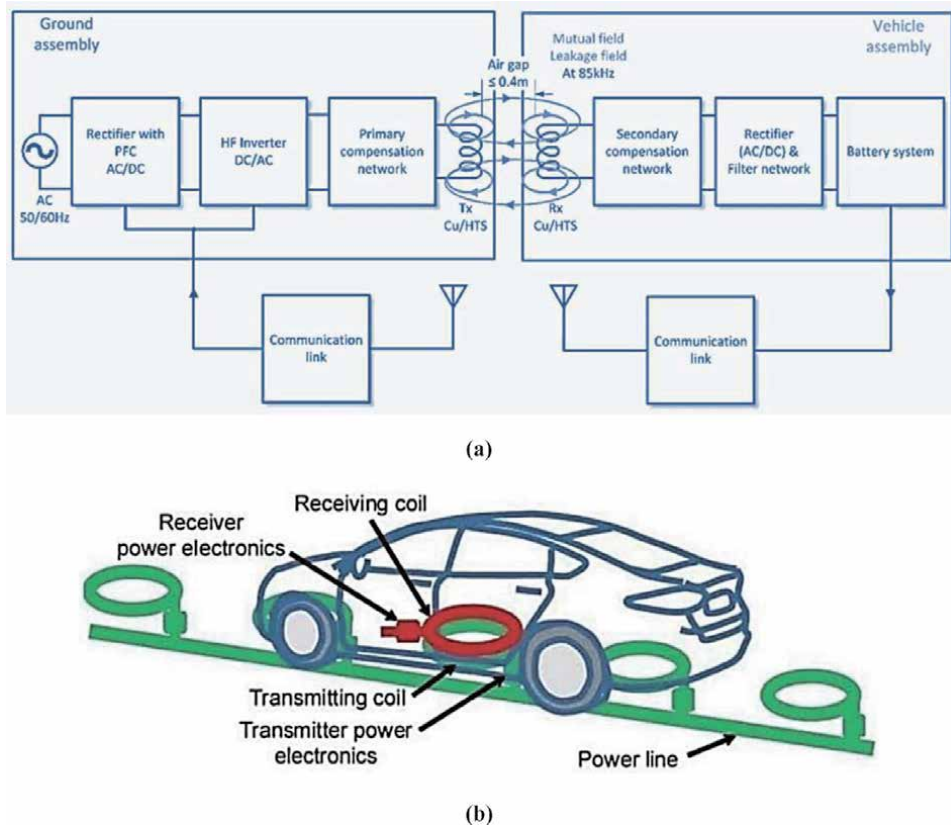 Ground
assembly
Rectifier with
PFC
AC/DC
AC
50/60Hz
HF Inverter
DC/AC
Primary
compensation
network
Air gap
≤ 0.4m
Mutual field
Leakage field
At 85kHz
Tx
Cu/HTS
Rx
Cu/HTS
Vehicle
assembly
Secondary
compensation
network
Rectifier
(AC/DC) &
Filter network
Battery system
Communication
link
Communication
link
(a)
Receiving coil
Receiver
power electronics
Transmitting coil
Transmitter power
electronics
Power line
(b)